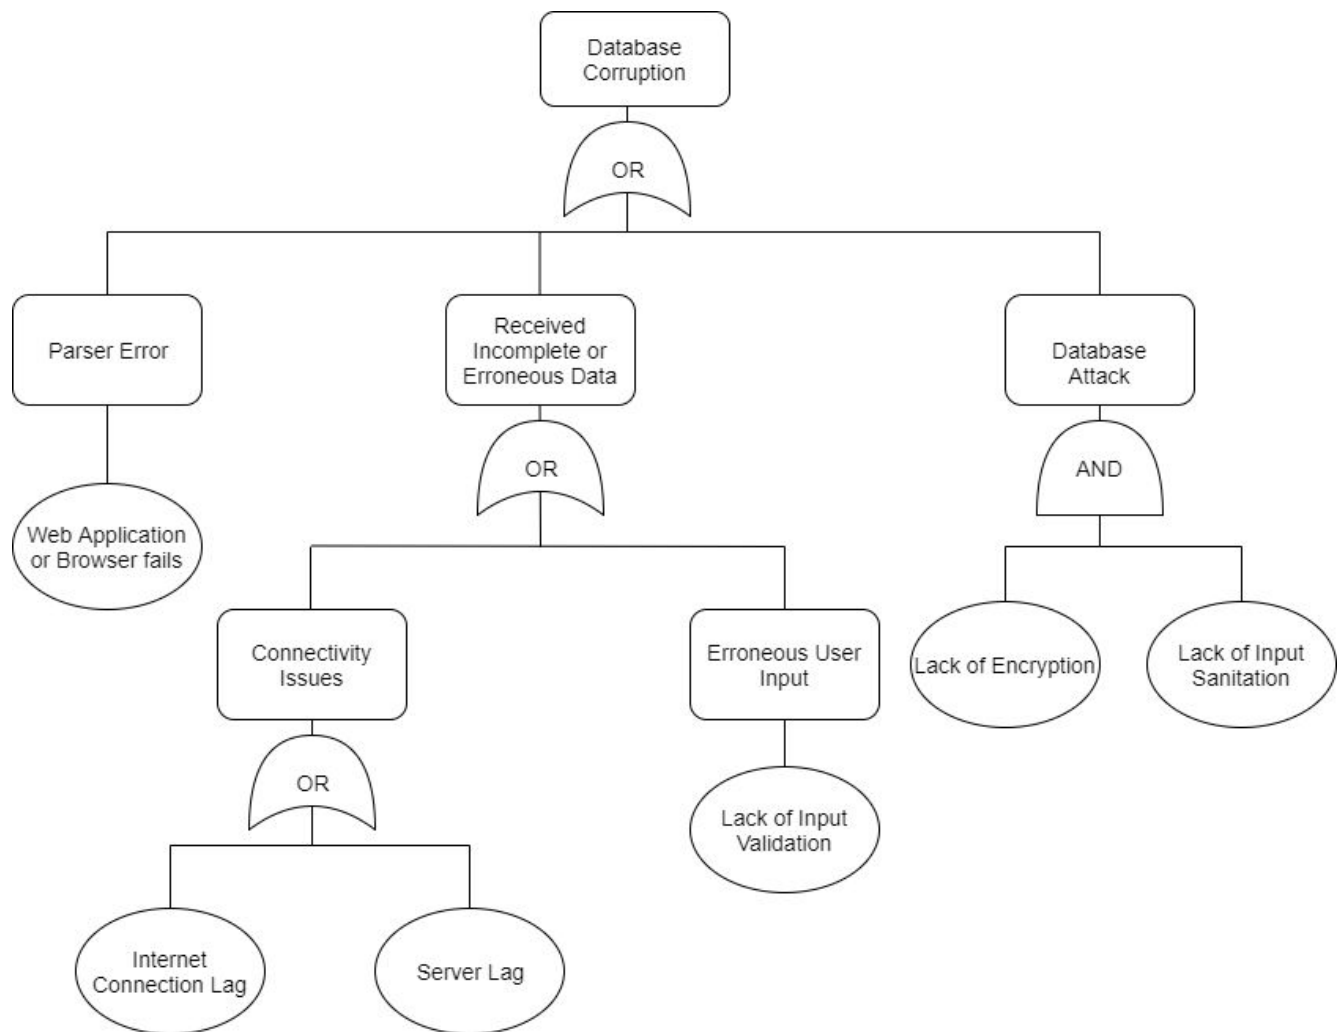 Database
Corruption
OR
Parser Error
Received
Incomplete or
Erroneous Data
Database
Attack
OR
AND
Web Application
or Browser fails
Connectivity
Issues
Erroneous User
Input
Lack of Encryption
Lack of Input
Sanitation
OR
Lack of Input
Validation
Internet
Connection Lag
Server Lag